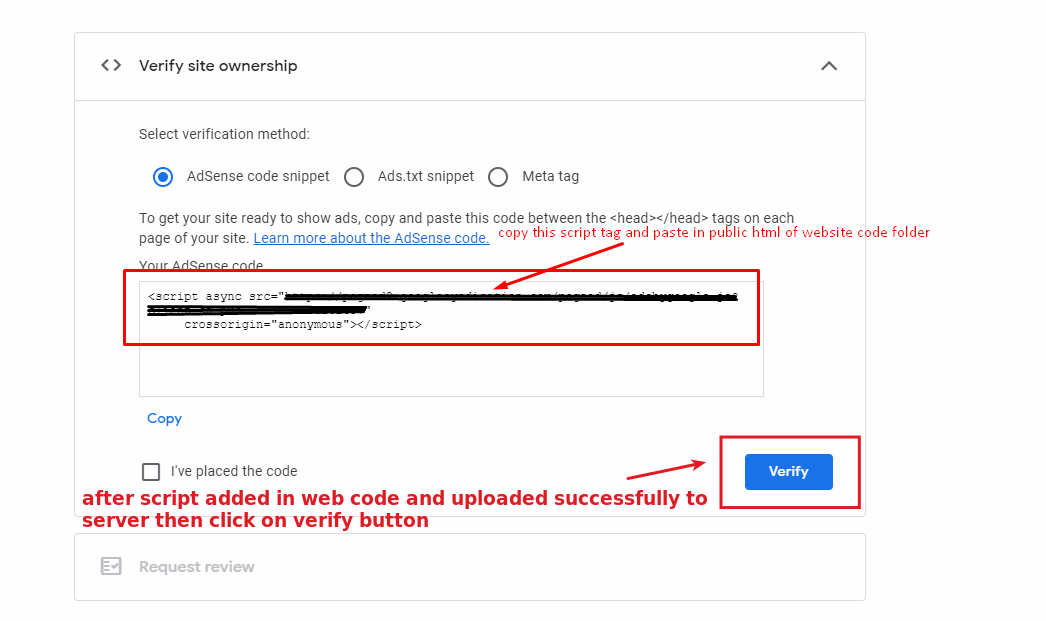 Verify site ownership
Select verification method:
AdSense code snippet Ads.txt snippet Meta tag
To get your site ready to show ads, copy and paste this code between the <head></head> tags on each
page of your site. Learn more about the AdSense code.
copy this script tag and paste in public html of website code folder
Your AdSense code
<script async src="
"
crossorigin="anonymous"></script>
Copy
I've placed the code
Verify
after script added in web code and uploaded successfully to
server then click on verify button
Request review